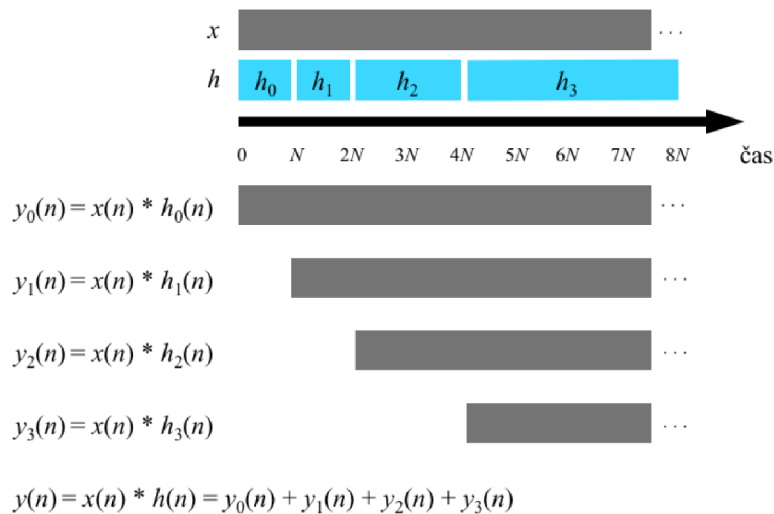 x ...
h h₀ h₁ h₂ h₃
0 N 2N 3N 4N 5N 6N 7N 8N čas
y₀(n) = x(n) * h₀(n) ...
y₁(n) = x(n) * h₁(n) ...
y₂(n) = x(n) * h₂(n) ...
y₃(n) = x(n) * h₃(n) ...
y(n) = x(n) * h(n) = y₀(n) + y₁(n) + y₂(n) + y₃(n)